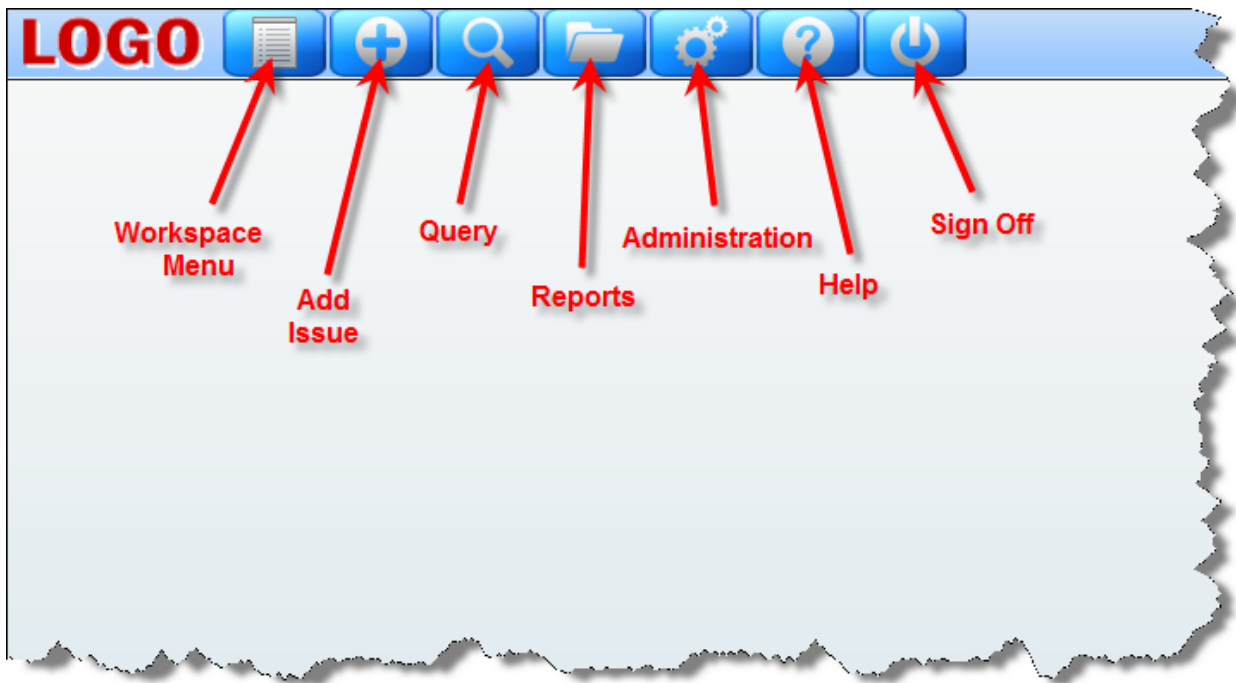 LOGO
Workspace
Menu
Add
Issue
Query
Reports
Administration
Help
Sign Off